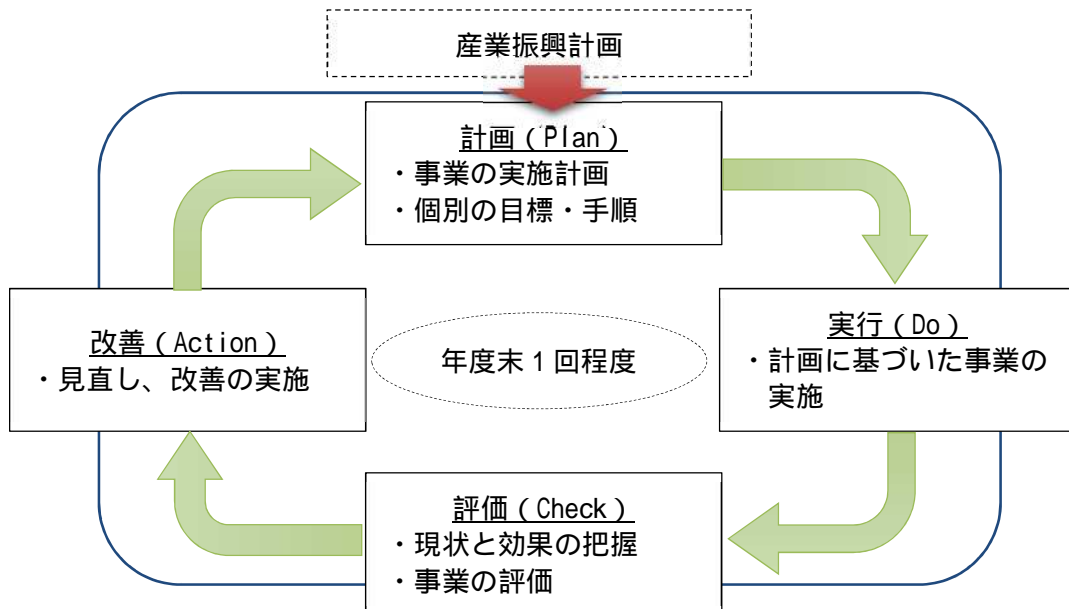 産業振興計画
計画（Plan）
・事業の実施計画
・個別の目標・手順
改善（Action）
・見直し、改善の実施
年度末１回程度
実行（Do）
・計画に基づいた事業の
実施
評価（Check）
・現状と効果の把握
・事業の評価